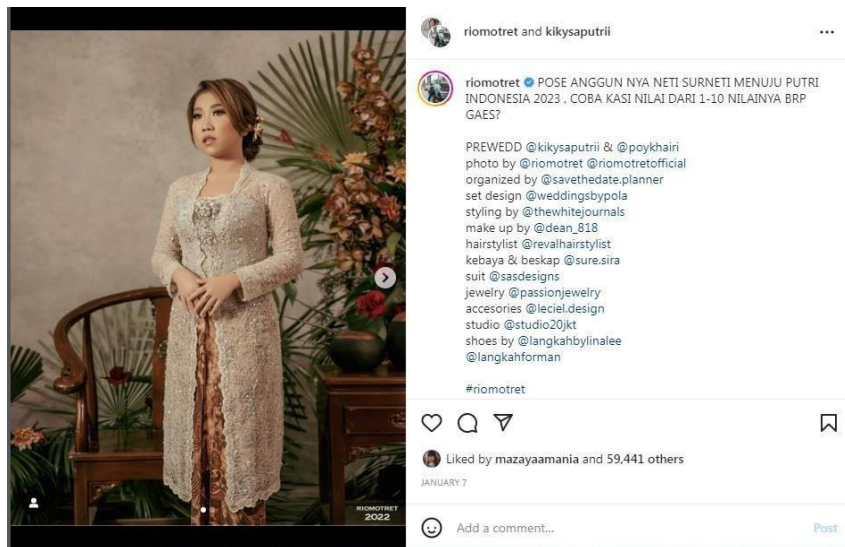 riomotret and kikysaputrii
riomotret POSE ANGGUN NYA NETI SURNETI MENUJU PUTRI
INDONESIA 2023 , COBA KASI NILAI DARI 1-10 NILAINYA BRP
GAES?
PREWEDD @kikysaputrii & @poykhairi
photo by @riomotret @riomotretofficial
organized by @savethedate.planner
set design @weddingsbypola
styling by @thewhitejournals
make up by @dean_818
hairstylist @revalhairstylist
kebaya & beskap @sure.sira
suit @sasdesigns
jewelry @passionjewelry
accesories @leciel.design
studio @studio20jkt
shoes by @langkahbylinalee
@langkahforman
#riomotret
Liked by mazayaamania and 59,441 others
JANUARY 7
Add a comment...
Post
RIOMOTRET
2022